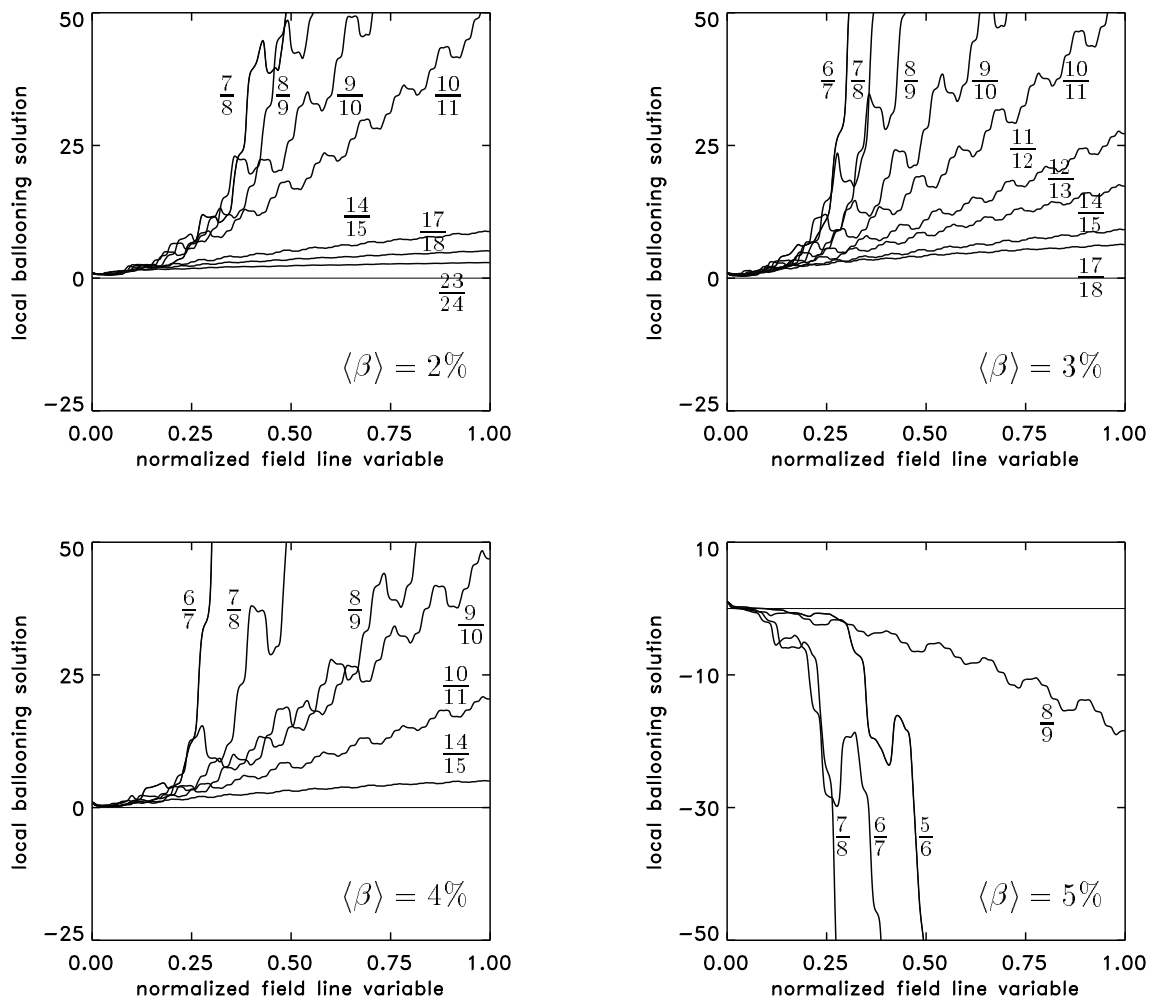 50
25
0
−25
local ballooning solution
7/8
8/9
9/10
10/11
14/15
17/18
23/24
⟨β⟩ = 2%
0.00 0.25 0.50 0.75 1.00
normalized field line variable
50
25
0
−25
local ballooning solution
6/7
7/8
8/9
9/10
10/11
11/12
12/13
14/15
17/18
⟨β⟩ = 3%
0.00 0.25 0.50 0.75 1.00
normalized field line variable
50
25
0
−25
local ballooning solution
6/7
7/8
8/9
9/10
10/11
14/15
⟨β⟩ = 4%
0.00 0.25 0.50 0.75 1.00
normalized field line variable
10
−10
−30
−50
local ballooning solution
8/9
7/8
6/7
5/6
⟨β⟩ = 5%
0.00 0.25 0.50 0.75 1.00
normalized field line variable